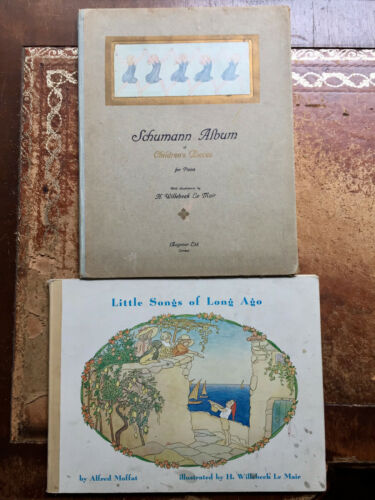 Schumann Album
of
Children's Pieces
for Piano
With illustrations by
H. Willebeek Le Mair
Augener Ltd.
London
Little Songs of Long Ago
by Alfred Moffat
illustrated by H. Willebeek Le Mair